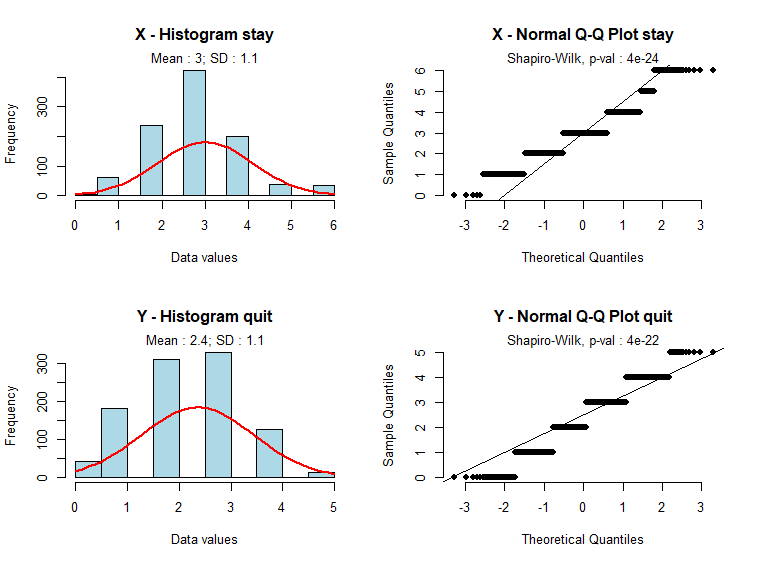 X - Histogram stay
Mean : 3; SD : 1.1
Frequency
0 100 300
0 1 2 3 4 5 6
Data values
X - Normal Q-Q Plot stay
Shapiro-Wilk, p-val : 4e-24
Sample Quantiles
0 1 2 3 4 5 6
-3 -2 -1 0 1 2 3
Theoretical Quantiles
Y - Histogram quit
Mean : 2.4; SD : 1.1
Frequency
0 100 200 300
0 1 2 3 4 5
Data values
Y - Normal Q-Q Plot quit
Shapiro-Wilk, p-val : 4e-22
Sample Quantiles
0 1 2 3 4 5
-3 -2 -1 0 1 2 3
Theoretical Quantiles